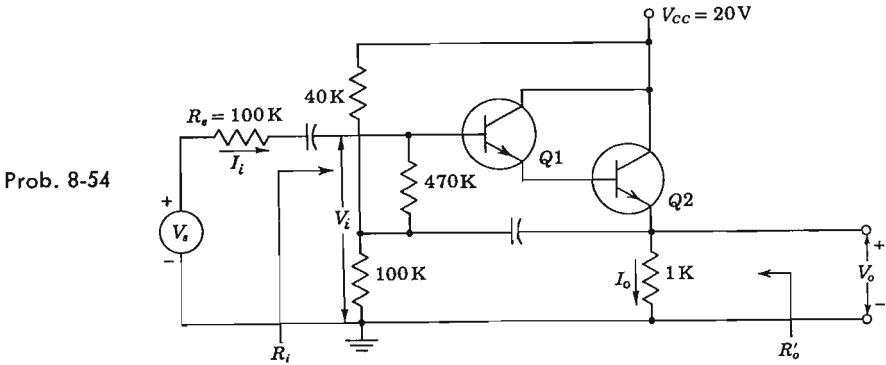 V_CC = 20V
40K
R_s = 100K
I_i
Q1
Prob. 8-54
470K
Q2
+
V_s
−
V_i
100K
I_o
1K
+
V_o
−
R_i
R'_o